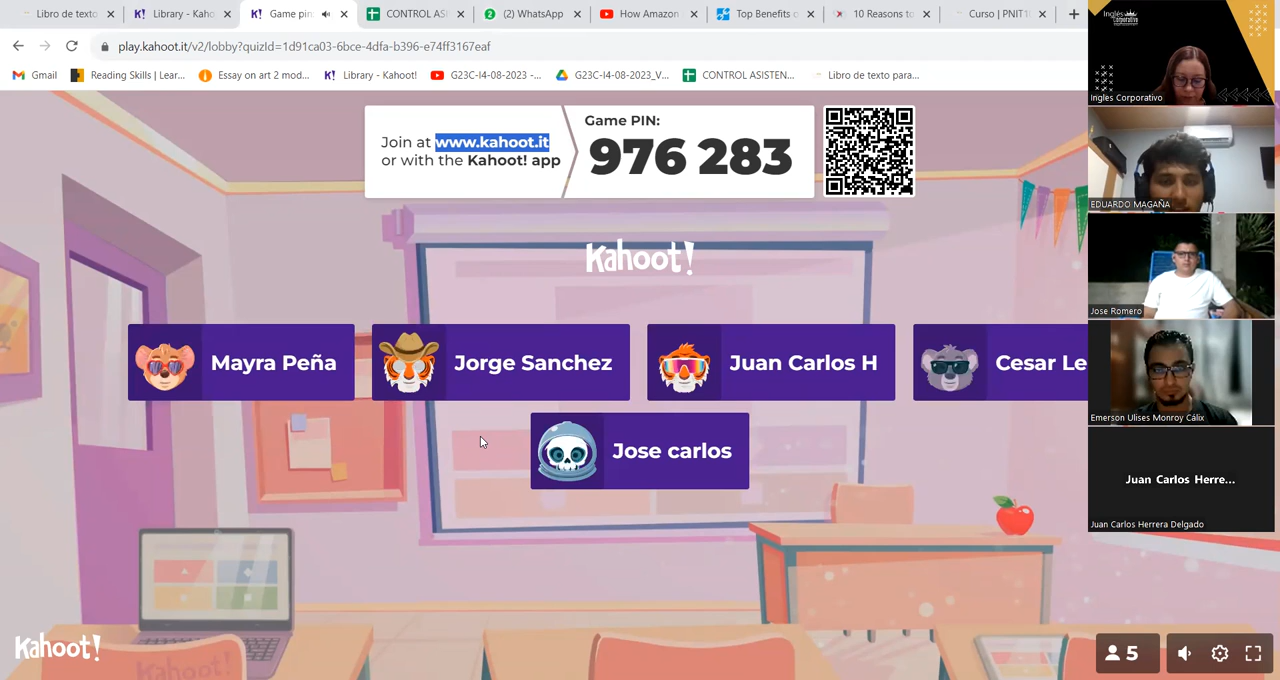 Libro de texto
Library - Kaho
Game pin
CONTROL AS
(2) WhatsApp
How Amazon
Top Benefits o
10 Reasons to
Curso | PNIT1
play.kahoot.it/v2/lobby?quizId=1d91ca03-6bce-4dfa-b396-e74ff3167eaf
Gmail
Reading Skills | Lear...
Essay on art 2 mod...
Library - Kahoot!
G23C-I4-08-2023 -...
G23C-I4-08-2023_V...
CONTROL ASISTEN...
Libro de texto para...
Join at www.kahoot.it
or with the Kahoot! app
Game PIN:
976 283
Kahoot!
Mayra Peña
Jorge Sanchez
Juan Carlos H
Cesar Le
Jose carlos
Kahoot!
5
Inglés
Corporativo
Ingles Corporativo
EDUARDO MAGAÑA
Jose Romero
Emerson Ulises Monroy Cálix
Juan Carlos Herre...
Juan Carlos Herrera Delgado